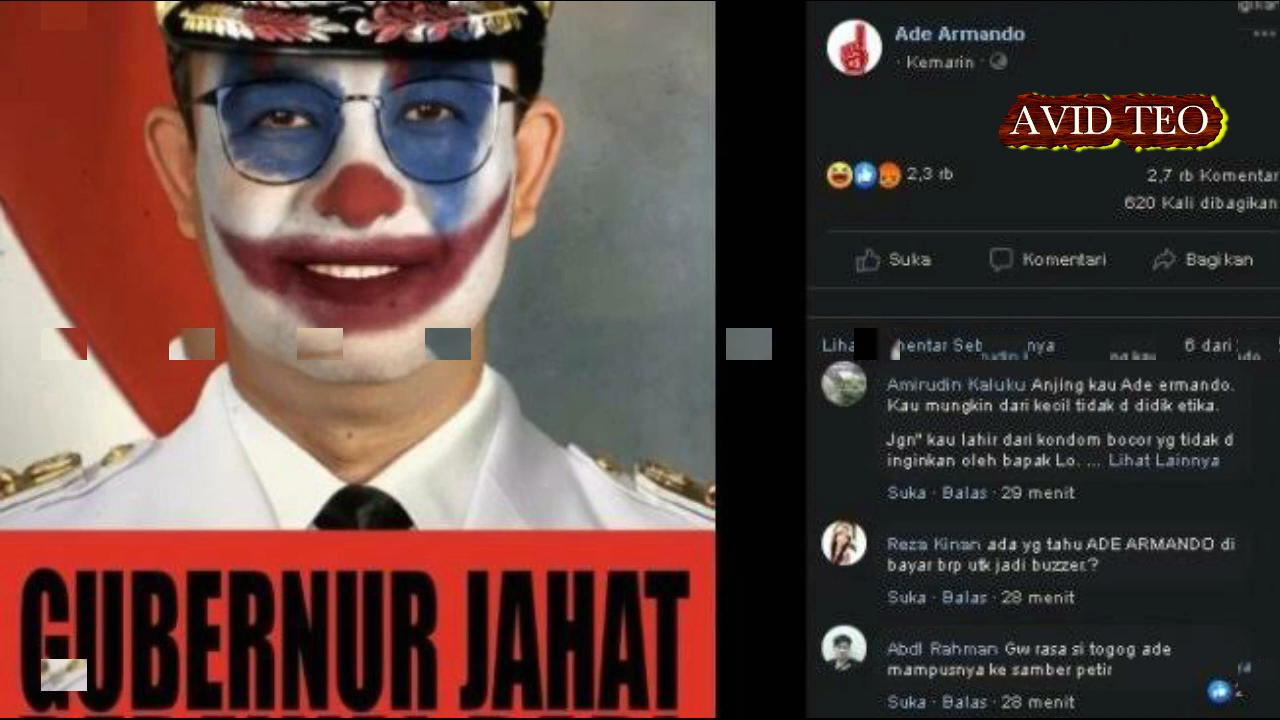 GUBERNUR JAHAT
Ade Armando
· Kemarin ·
AVID TEO
2,3 rb
2,7 rb Komentar
620 Kali dibagikan
Suka
Komentari
Bagikan
6 dari
Amirudin Kaluku Anjing kau Ade ermando.
Kau mungkin dari kecil tidak d didik etika.
Jgn" kau lahir dari kondom bocor yg tidak d
inginkan oleh bapak Lo. ... Lihat Lainnya
Suka · Balas · 29 menit
Reza Kinan ada yg tahu ADE ARMANDO di
bayar brp utk jadi buzzer.?
Suka · Balas · 28 menit
Abdl Rahman Gw rasa si togog ade
mampusnya ke samber petir
Suka · Balas · 28 menit